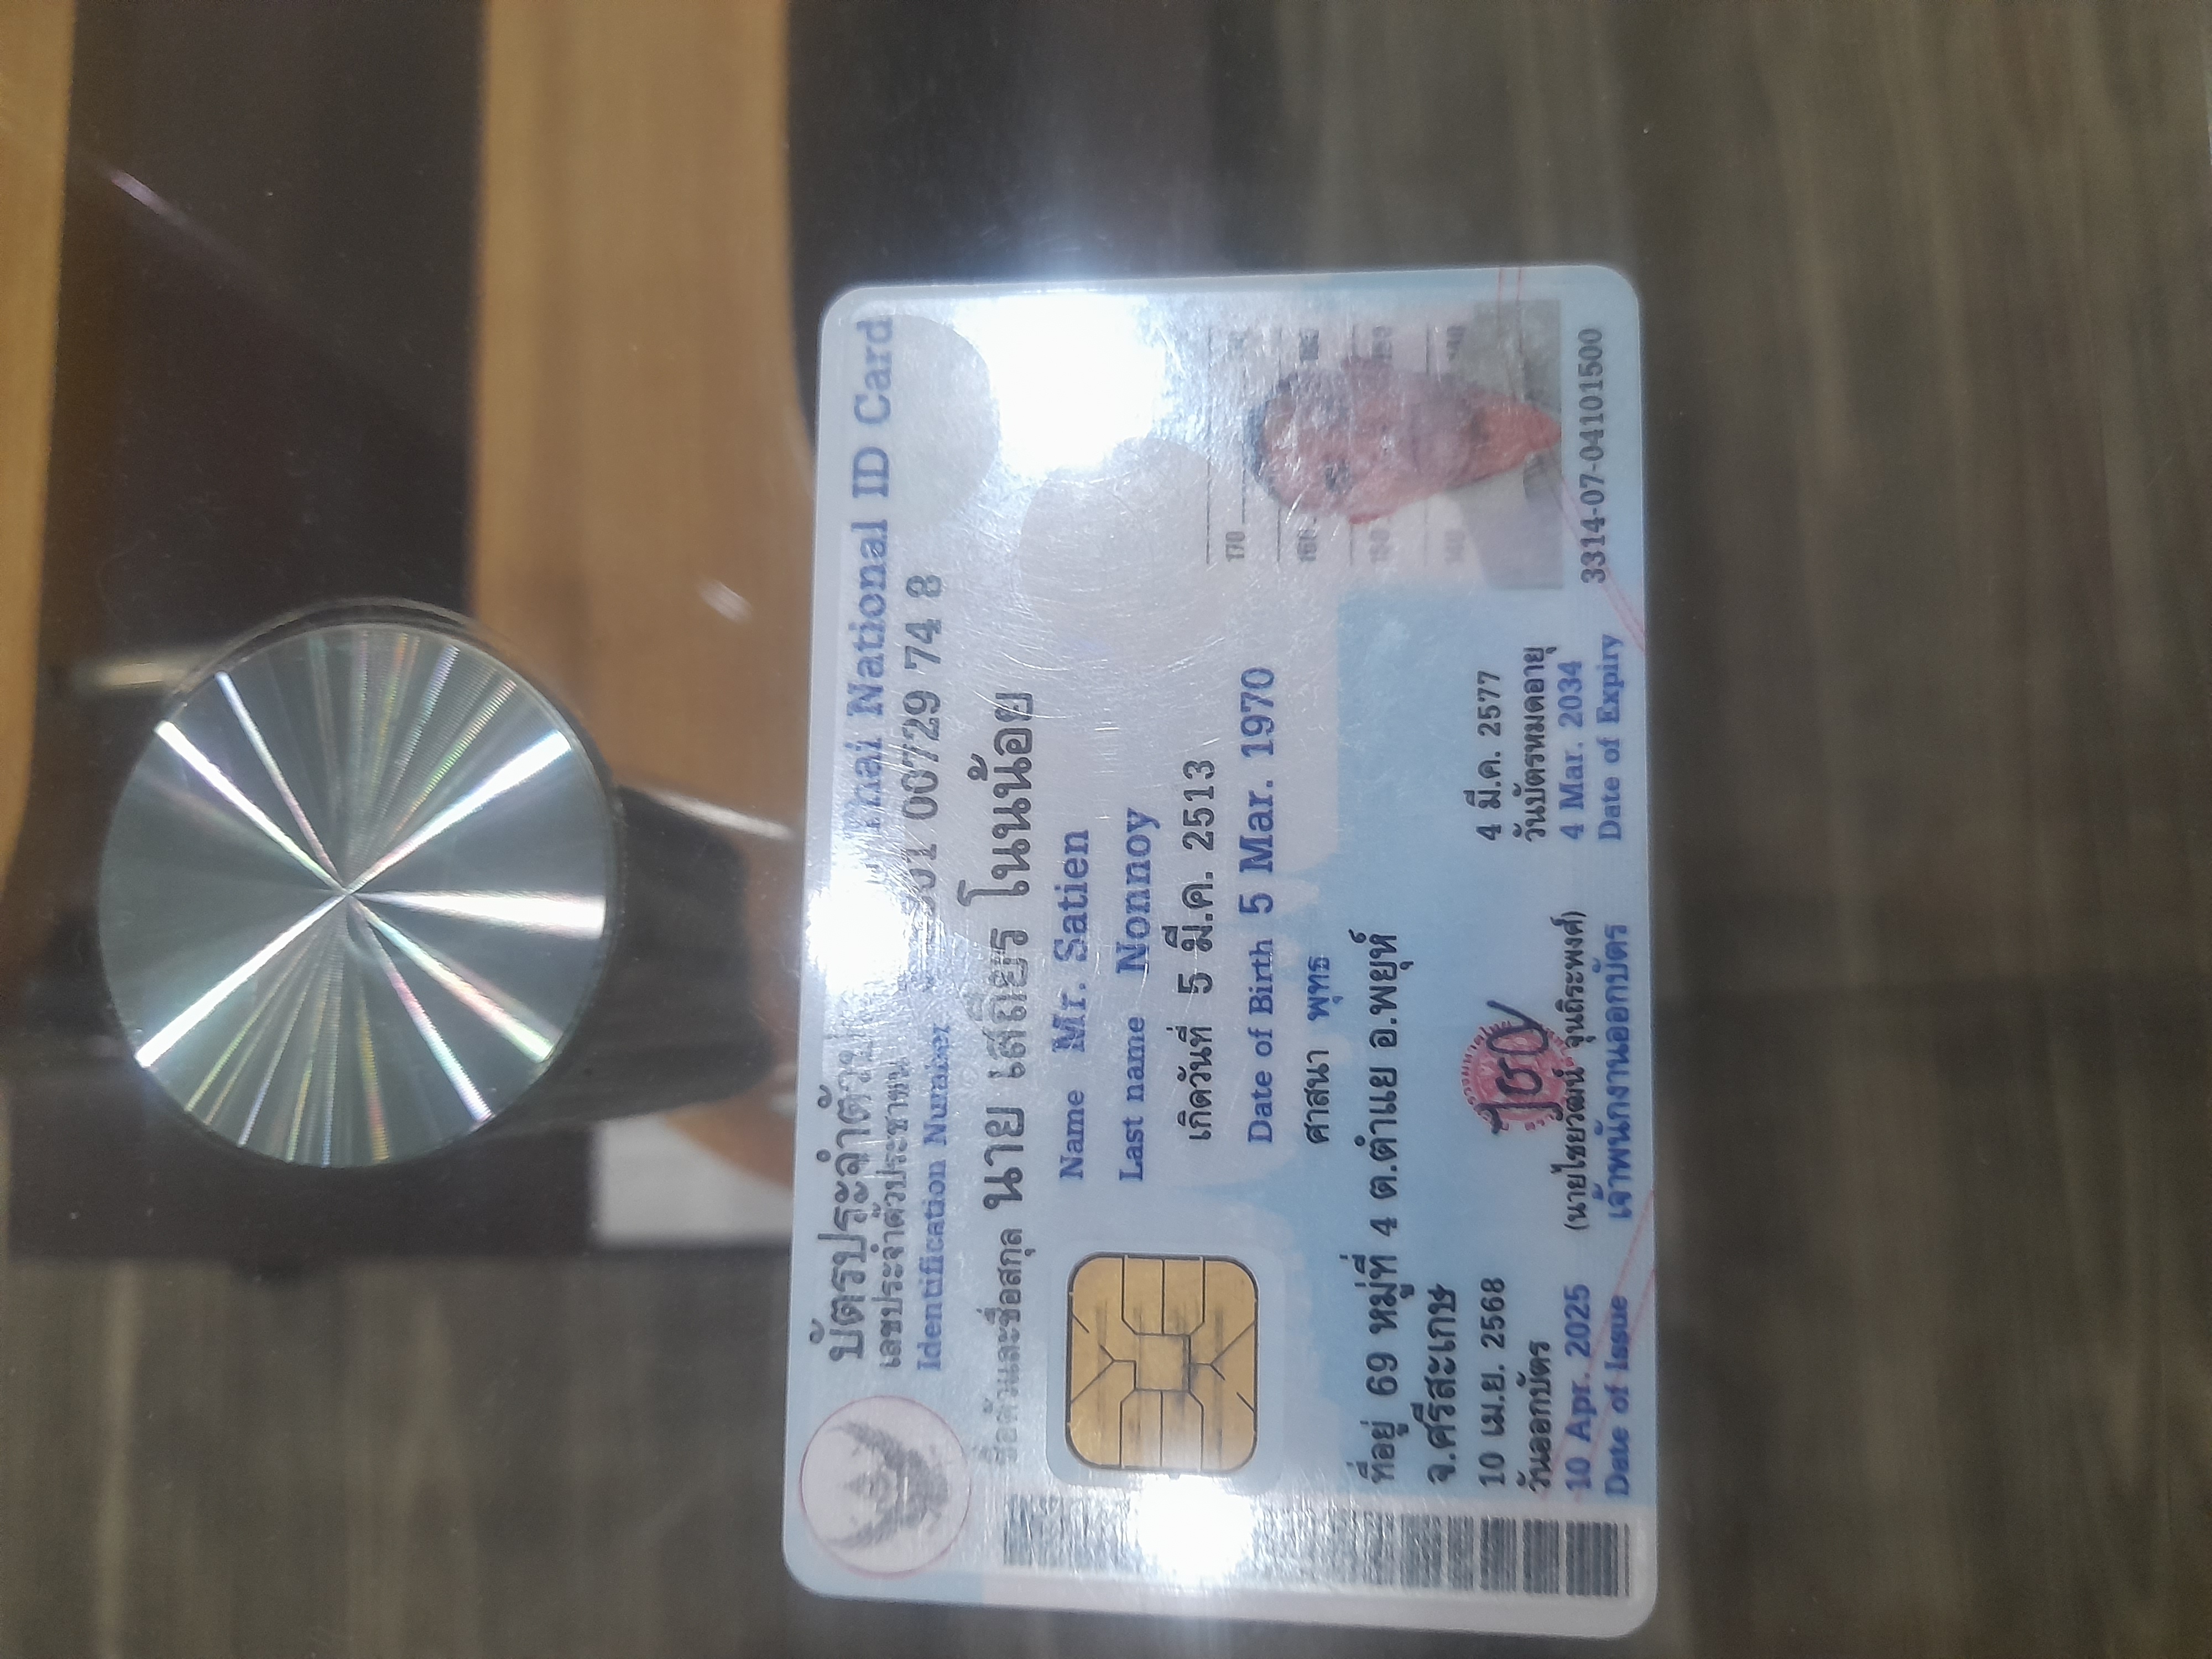 บัตรประจำตัวป Thai National ID Card
เลขประจำตัวประชาชน
Identification Number 01 00729 74 8
ชื่อตัวและชื่อสกุล นาย เสถียร โนนน้อย
Name Mr. Satien
Last name Nonnoy
เกิดวันที่ 5 มี.ค. 2513
Date of Birth 5 Mar. 1970
ศาสนา พุทธ
ที่อยู่ 69 หมู่ที่ 4 ต.ตำแย อ.พยุห์
จ.ศรีสะเกษ
10 เม.ย. 2568
วันออกบัตร
10 Apr. 2025
Date of Issue
(นายไชยวัฒน์ จุนถิระพงศ์)
เจ้าพนักงานออกบัตร
4 มี.ค. 2577
วันบัตรหมดอายุ
4 Mar. 2034
Date of Expiry
170
160
150
140
3314-07-04101500